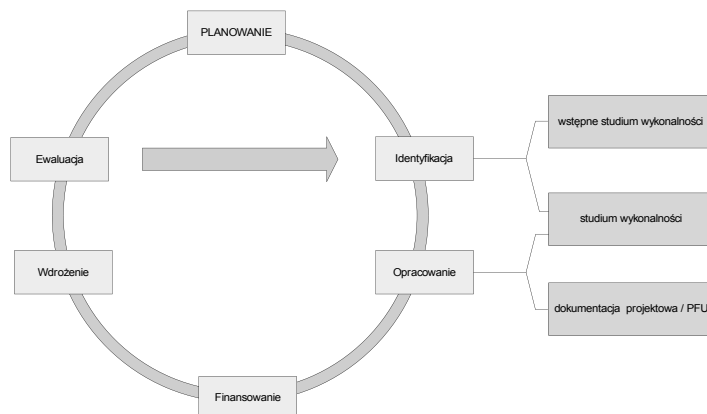 PLANOWANIE
wstępne studium wykonalności
Ewaluacja
Identyfikacja
studium wykonalności
Wdrożenie
Opracowanie
dokumentacja projektowa / PFU
Finansowanie